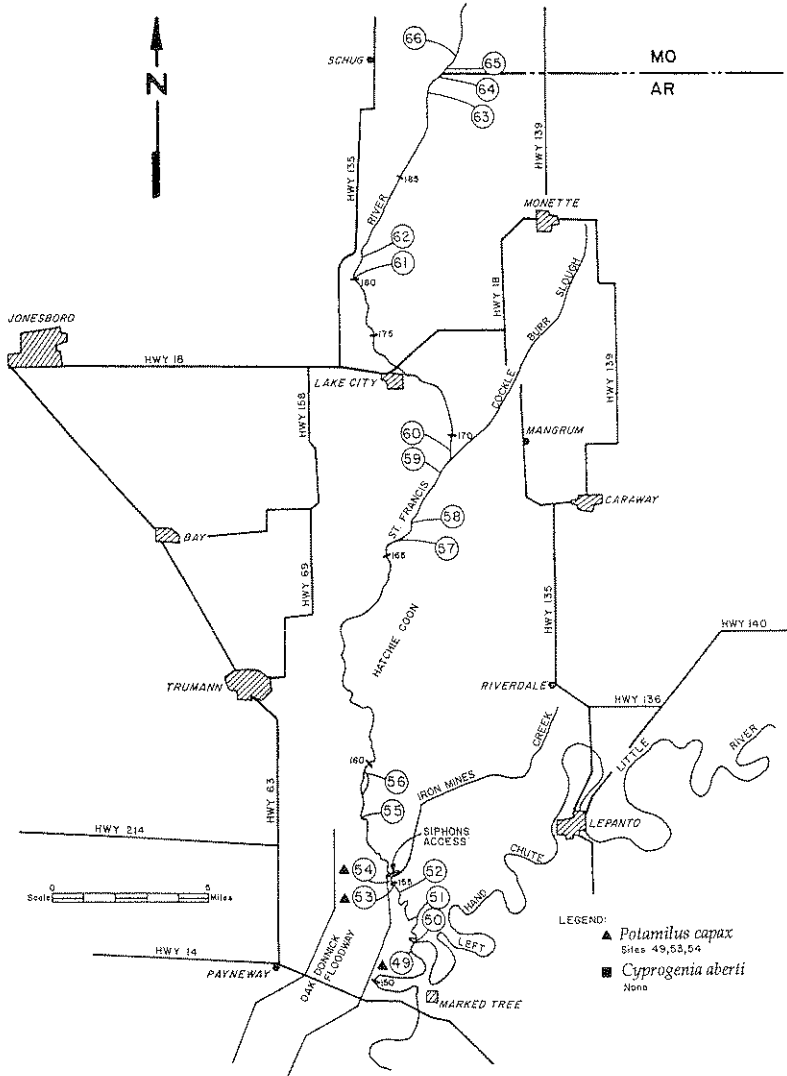 66
SCHUG
65
MO
N
64
AR
63
HWY 139
HWY 135
185
RIVER
MONETTE
62
61
180
HWY 18
SLOUGH
JONESBORO
175
BURR
HWY 18
HWY 139
LAKE CITY
COCKLE
HWY 158
60
170
MANGRUM
59
ST. FRANCIS
58
CARAWAY
BAY
57
165
HWY 69
HWY 135
HATCHIE COON
HWY 140
TRUMANN
RIVERDALE
HWY 136
CREEK
LITTLE
RIVER
160
56
IRON MINES
HWY 63
55
LEPANTO
SIPHONS
ACCESS
HWY 214
CHUTE
54
52
155
0
5
Scale
Miles
53
HAND
51
50
LEGEND:
LEFT
Potamilus capax
Sites 49,53,54
HWY 14
OAK DONNICK
FLOODWAY
49
PAYNEWAY
150
Cyprogenia aberti
None
MARKED TREE